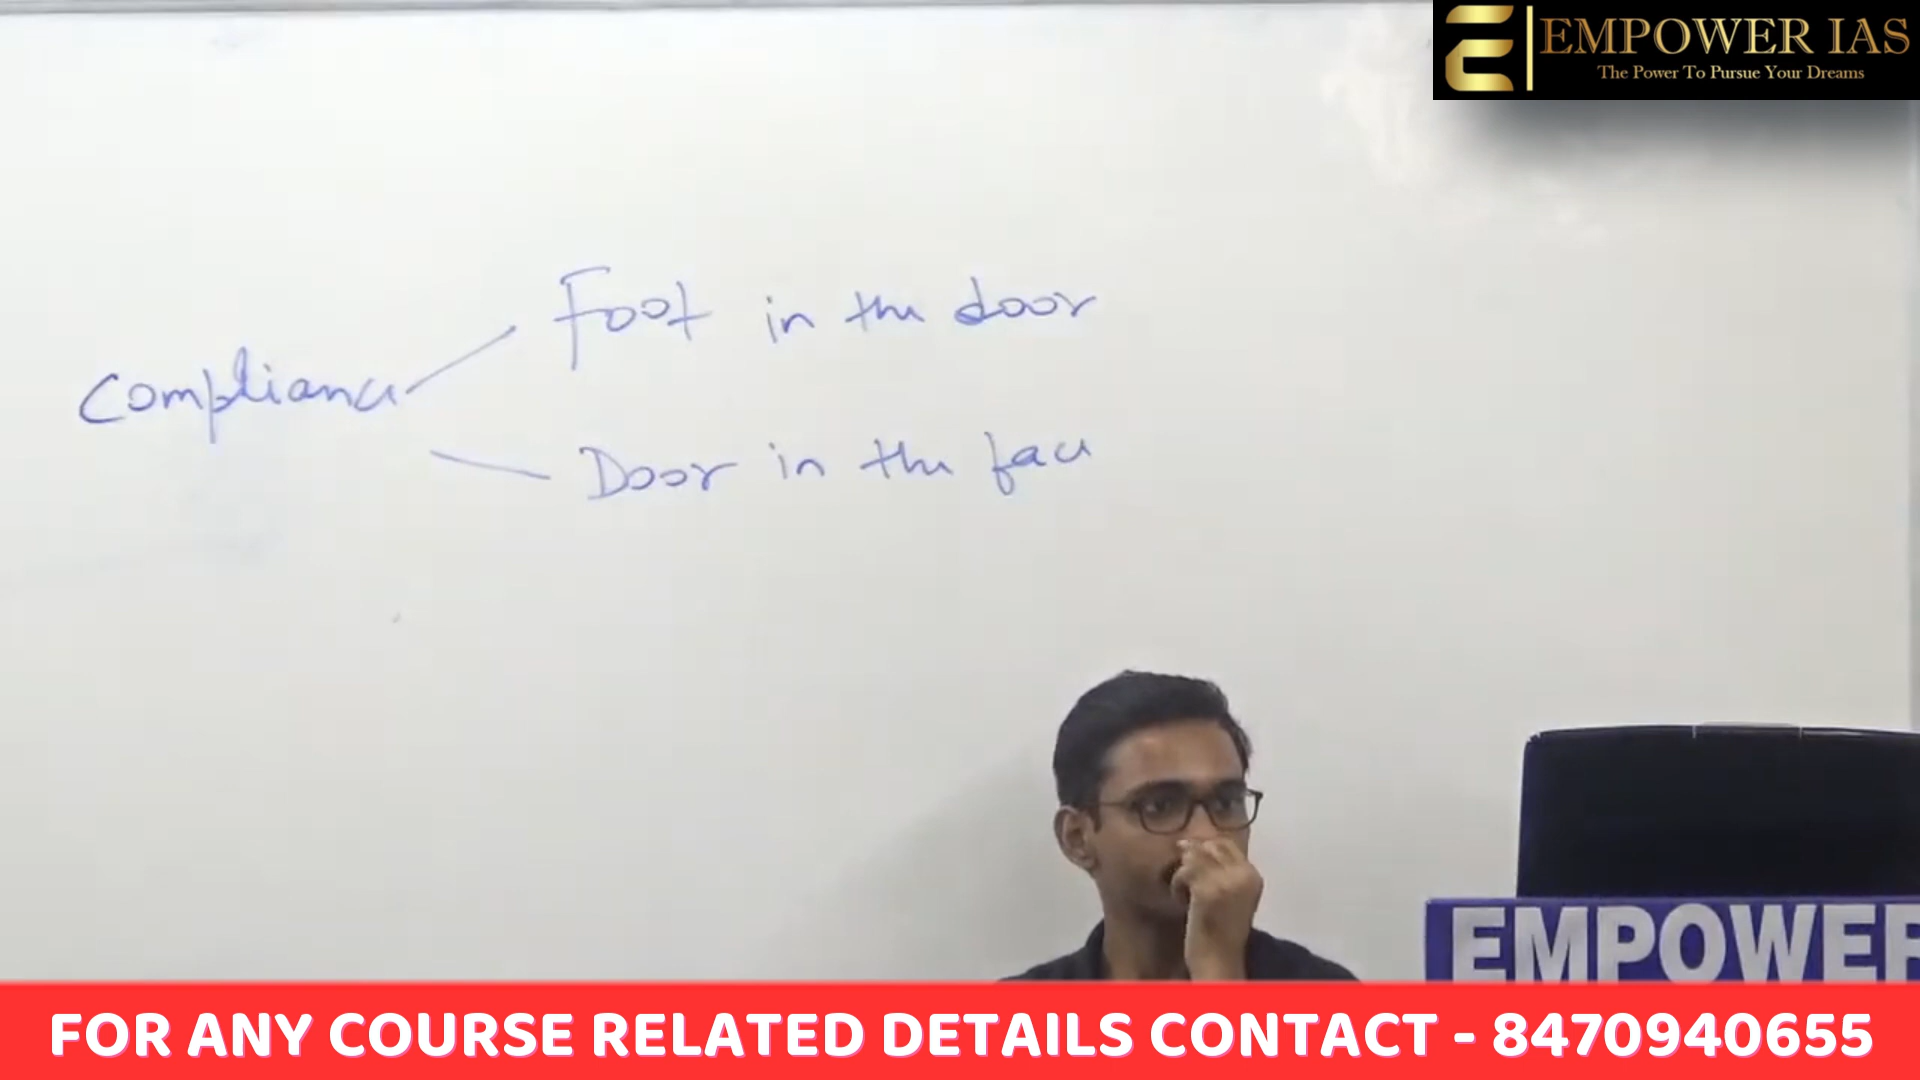 EMPOWER IAS
The Power To Pursue Your Dreams
Foot in the door
Compliance
Door in the face
EMPOWER
FOR ANY COURSE RELATED DETAILS CONTACT - 8470940655